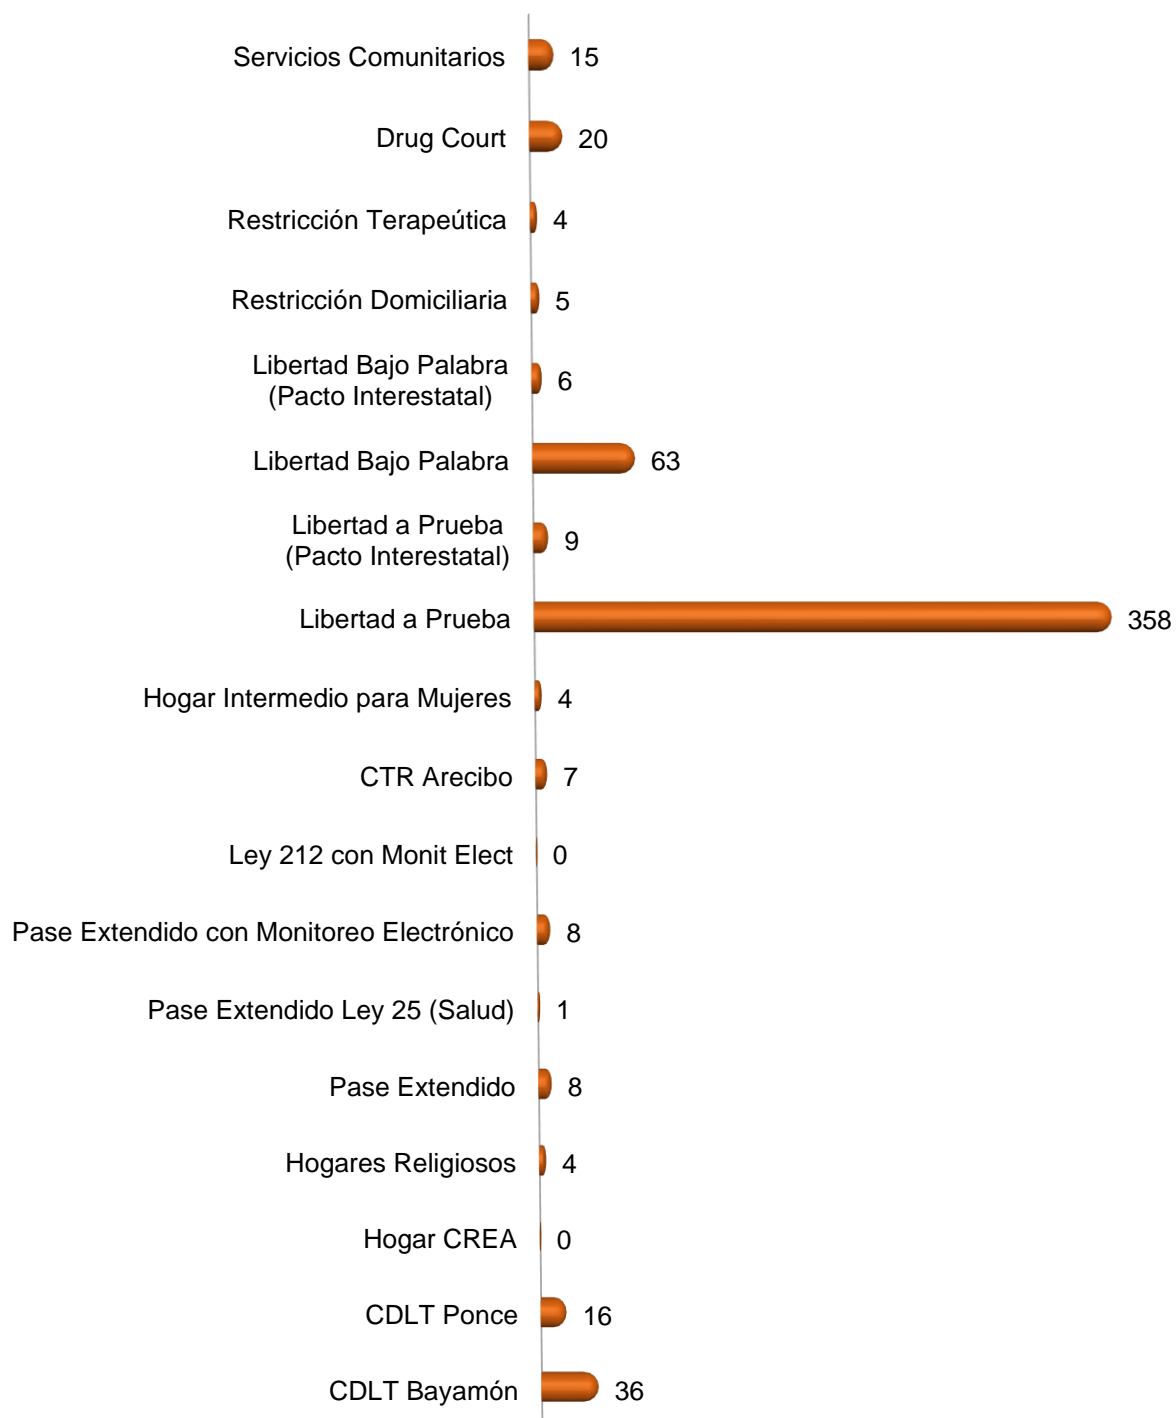 Servicios Comunitarios 15
Drug Court 20
Restricción Terapeútica 4
Restricción Domiciliaria 5
Libertad Bajo Palabra
(Pacto Interestatal) 6
Libertad Bajo Palabra 63
Libertad a Prueba
(Pacto Interestatal) 9
Libertad a Prueba 358
Hogar Intermedio para Mujeres 4
CTR Arecibo 7
Ley 212 con Monit Elect 0
Pase Extendido con Monitoreo Electrónico 8
Pase Extendido Ley 25 (Salud) 1
Pase Extendido 8
Hogares Religiosos 4
Hogar CREA 0
CDLT Ponce 16
CDLT Bayamón 36